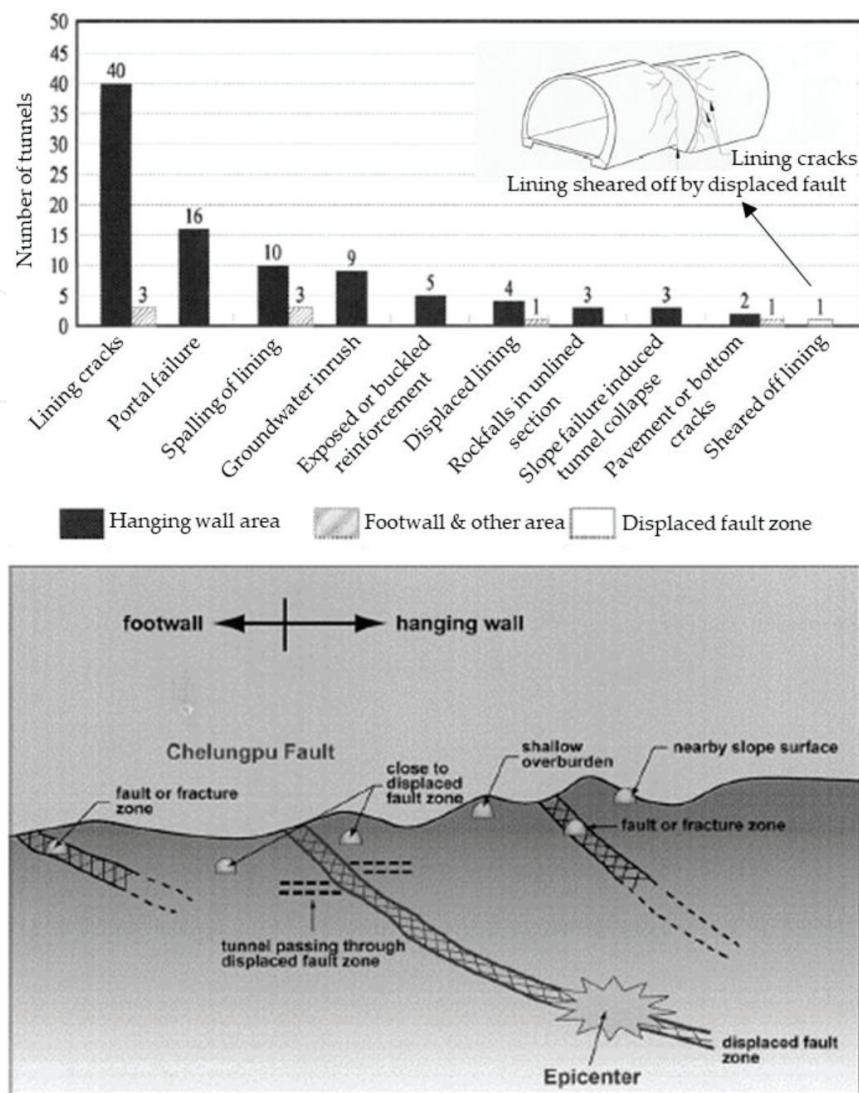 50
45
40
35
30
25
20
15
10
5
0
Number of tunnels
40
3
16
10
3
9
5
4
1
3
3
2
1
1
Lining cracks
Lining sheared off by displaced fault
Lining cracks
Portal failure
Spalling of lining
Groundwater inrush
Exposed or buckled
reinforcement
Displaced lining
Rockfalls in unlined
section
Slope failure induced
tunnel collapse
Pavement or bottom
cracks
Sheared off lining
Hanging wall area
Footwall & other area
Displaced fault zone
footwall
hanging wall
Chelungpu Fault
fault or fracture
zone
close to
displaced
fault zone
shallow
overburden
nearby slope surface
fault or fracture zone
tunnel passing through
displaced fault zone
Epicenter
displaced fault
zone